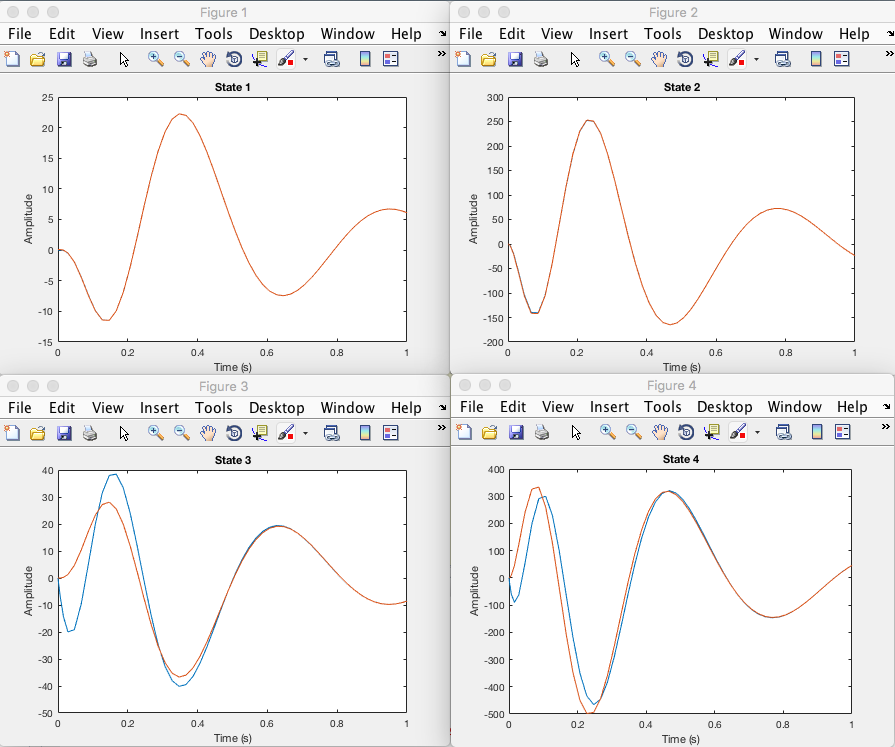 Figure 1
File Edit View Insert Tools Desktop Window Help
State 1
25
20
15
10
5
0
-5
-10
-15
Amplitude
0 0.2 0.4 0.6 0.8 1
Time (s)
Figure 2
File Edit View Insert Tools Desktop Window Help
State 2
300
250
200
150
100
50
0
-50
-100
-150
-200
Amplitude
0 0.2 0.4 0.6 0.8 1
Time (s)
Figure 3
File Edit View Insert Tools Desktop Window Help
State 3
40
30
20
10
0
-10
-20
-30
-40
-50
Amplitude
0 0.2 0.4 0.6 0.8 1
Time (s)
Figure 4
File Edit View Insert Tools Desktop Window Help
State 4
400
300
200
100
0
-100
-200
-300
-400
-500
Amplitude
0 0.2 0.4 0.6 0.8 1
Time (s)